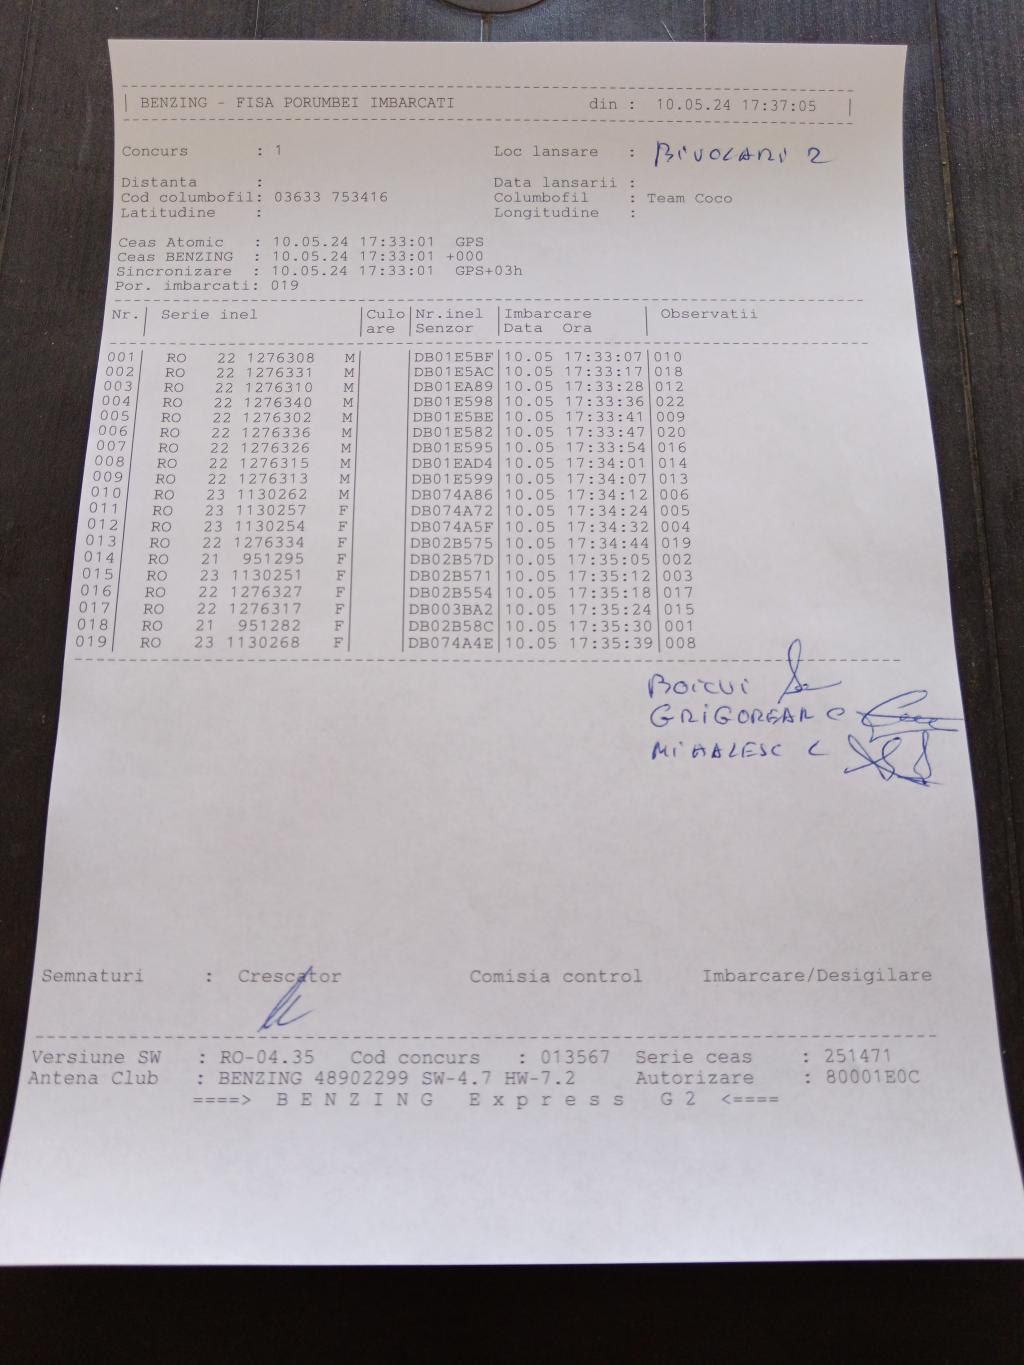 BENZING - FISA PORUMBEI IMBARCATI din : 10.05.24 17:37:05
Concurs : 1 Loc lansare : BIVOLARI 2
Distanta : Data lansarii :
Cod columbofil: 03633 753416 Columbofil : Team Coco
Latitudine : Longitudine :
Ceas Atomic : 10.05.24 17:33:01 GPS
Ceas BENZING : 10.05.24 17:33:01 +000
Sincronizare : 10.05.24 17:33:01 GPS+03h
Por. imbarcati: 019
Nr. Serie inel Culo Nr.inel Imbarcare Observatii
are Senzor Data Ora
001 RO 22 1276308 M DB01E5BF 10.05 17:33:07 010
002 RO 22 1276331 M DB01E5AC 10.05 17:33:17 018
003 RO 22 1276310 M DB01EA89 10.05 17:33:28 012
004 RO 22 1276340 M DB01E598 10.05 17:33:36 022
005 RO 22 1276302 M DB01E5BE 10.05 17:33:41 009
006 RO 22 1276336 M DB01E582 10.05 17:33:47 020
007 RO 22 1276326 M DB01E595 10.05 17:33:54 016
008 RO 22 1276315 M DB01EAD4 10.05 17:34:01 014
009 RO 22 1276313 M DB01E599 10.05 17:34:07 013
010 RO 23 1130262 M DB074A86 10.05 17:34:12 006
011 RO 23 1130257 F DB074A72 10.05 17:34:24 005
012 RO 23 1130254 F DB074A5F 10.05 17:34:32 004
013 RO 22 1276334 F DB02B575 10.05 17:34:44 019
014 RO 21 951295 F DB02B57D 10.05 17:35:05 002
015 RO 23 1130251 F DB02B571 10.05 17:35:12 003
016 RO 22 1276327 F DB02B554 10.05 17:35:18 017
017 RO 22 1276317 F DB003BA2 10.05 17:35:24 015
018 RO 21 951282 F DB02B58C 10.05 17:35:30 001
019 RO 23 1130268 F DB074A4E 10.05 17:35:39 008
BOICUI
GRIGOREAN C
MIHALESC C
Semnaturi : Crescator Comisia control Imbarcare/Desigilare
Versiune SW : RO-04.35 Cod concurs : 013567 Serie ceas : 251471
Antena Club : BENZING 48902299 SW-4.7 HW-7.2 Autorizare : 80001E0C
====> BENZING Express G2 <====